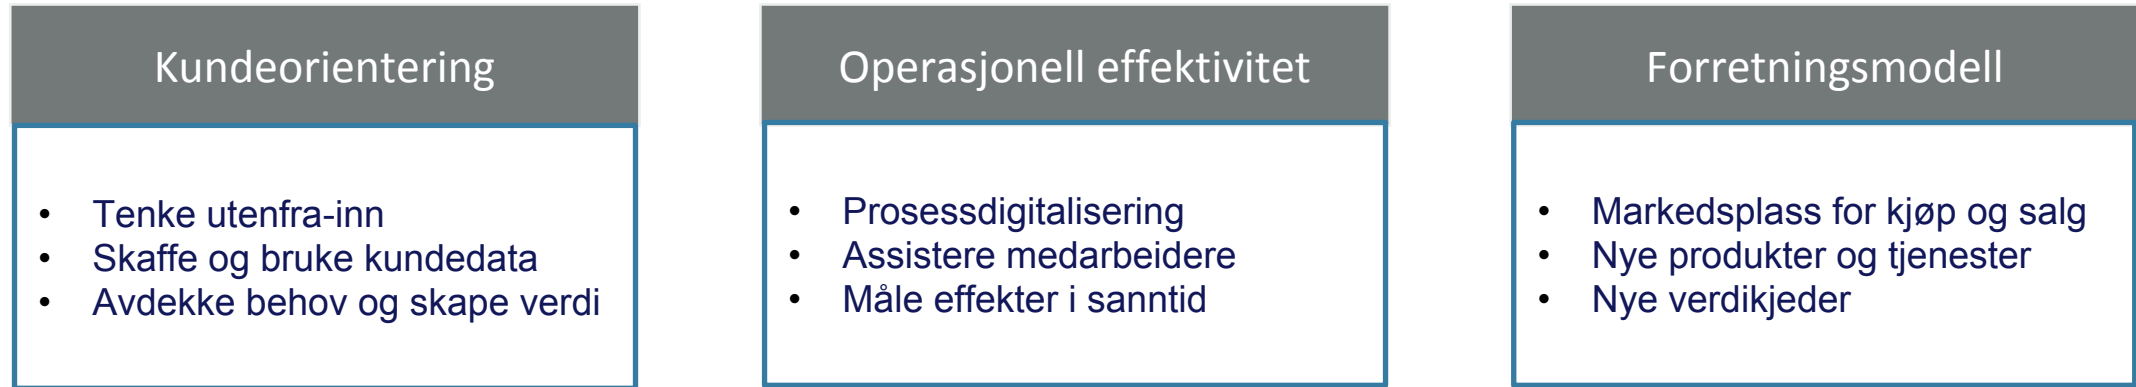 Kundeorientering
• Tenke utenfra-inn
• Skaffe og bruke kundedata
• Avdekke behov og skape verdi
Operasjonell effektivitet
• Prosessdigitalisering
• Assistere medarbeidere
• Måle effekter i sanntid
Forretningsmodell
• Markedsplass for kjøp og salg
• Nye produkter og tjenester
• Nye verdikjeder